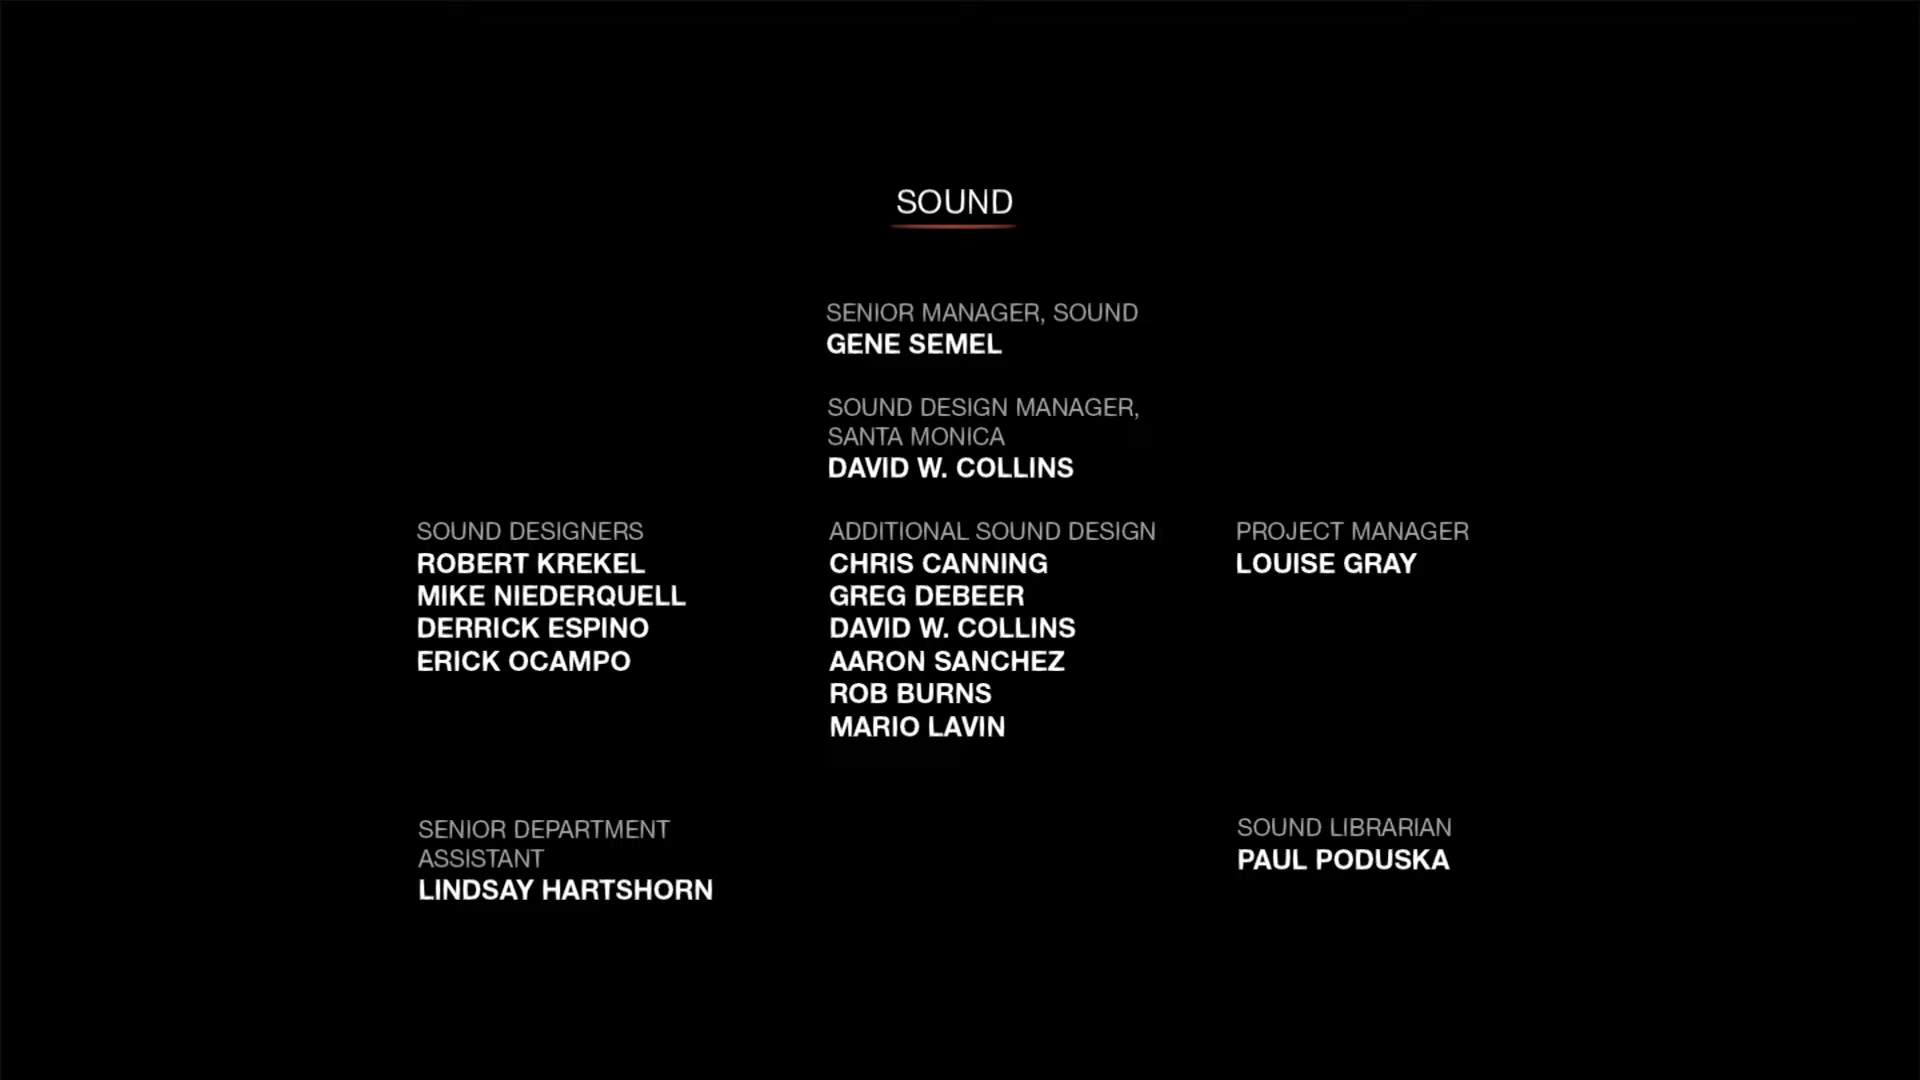 SOUND
SENIOR MANAGER, SOUND
GENE SEMEL
SOUND DESIGN MANAGER,
SANTA MONICA
DAVID W. COLLINS
SOUND DESIGNERS
ROBERT KREKEL
MIKE NIEDERQUELL
DERRICK ESPINO
ERICK OCAMPO
ADDITIONAL SOUND DESIGN
CHRIS CANNING
GREG DEBEER
DAVID W. COLLINS
AARON SANCHEZ
ROB BURNS
MARIO LAVIN
PROJECT MANAGER
LOUISE GRAY
SENIOR DEPARTMENT
ASSISTANT
LINDSAY HARTSHORN
SOUND LIBRARIAN
PAUL PODUSKA